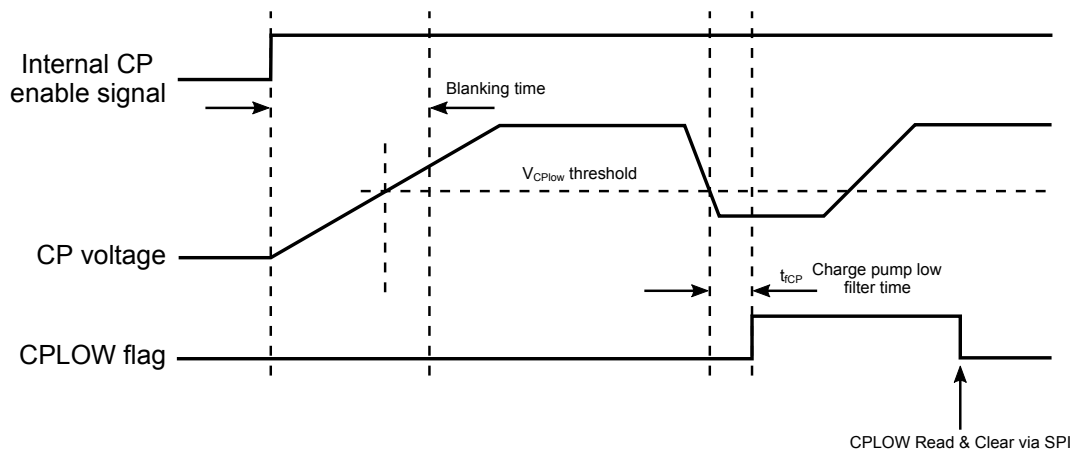 Internal CP
enable signal
Blanking time
VCPlow threshold
CP voltage
tfCP
Charge pump low
filter time
CPLOW flag
CPLOW Read & Clear via SPI